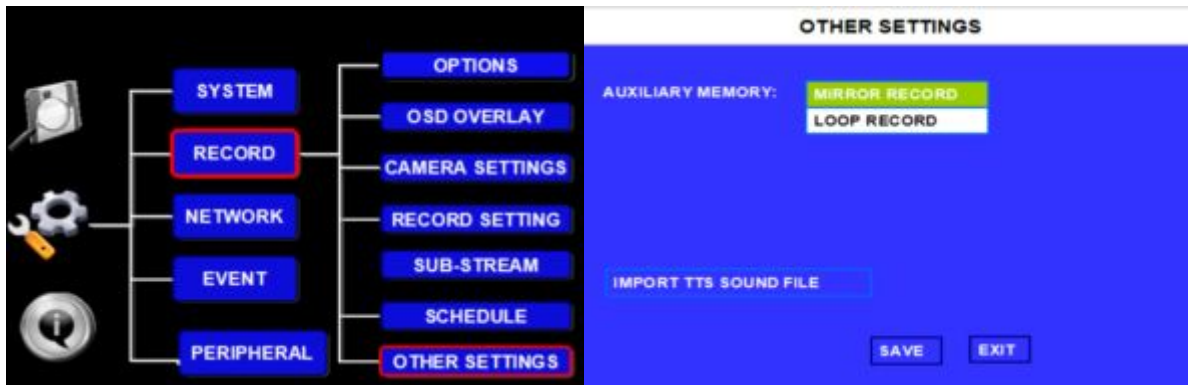 SYSTEM
RECORD
NETWORK
EVENT
PERIPHERAL
OPTIONS
OSD OVERLAY
CAMERA SETTINGS
RECORD SETTING
SUB-STREAM
SCHEDULE
OTHER SETTINGS
OTHER SETTINGS
AUXILIARY MEMORY: MIRROR RECORD
LOOP RECORD
IMPORT TTS SOUND FILE
SAVE EXIT